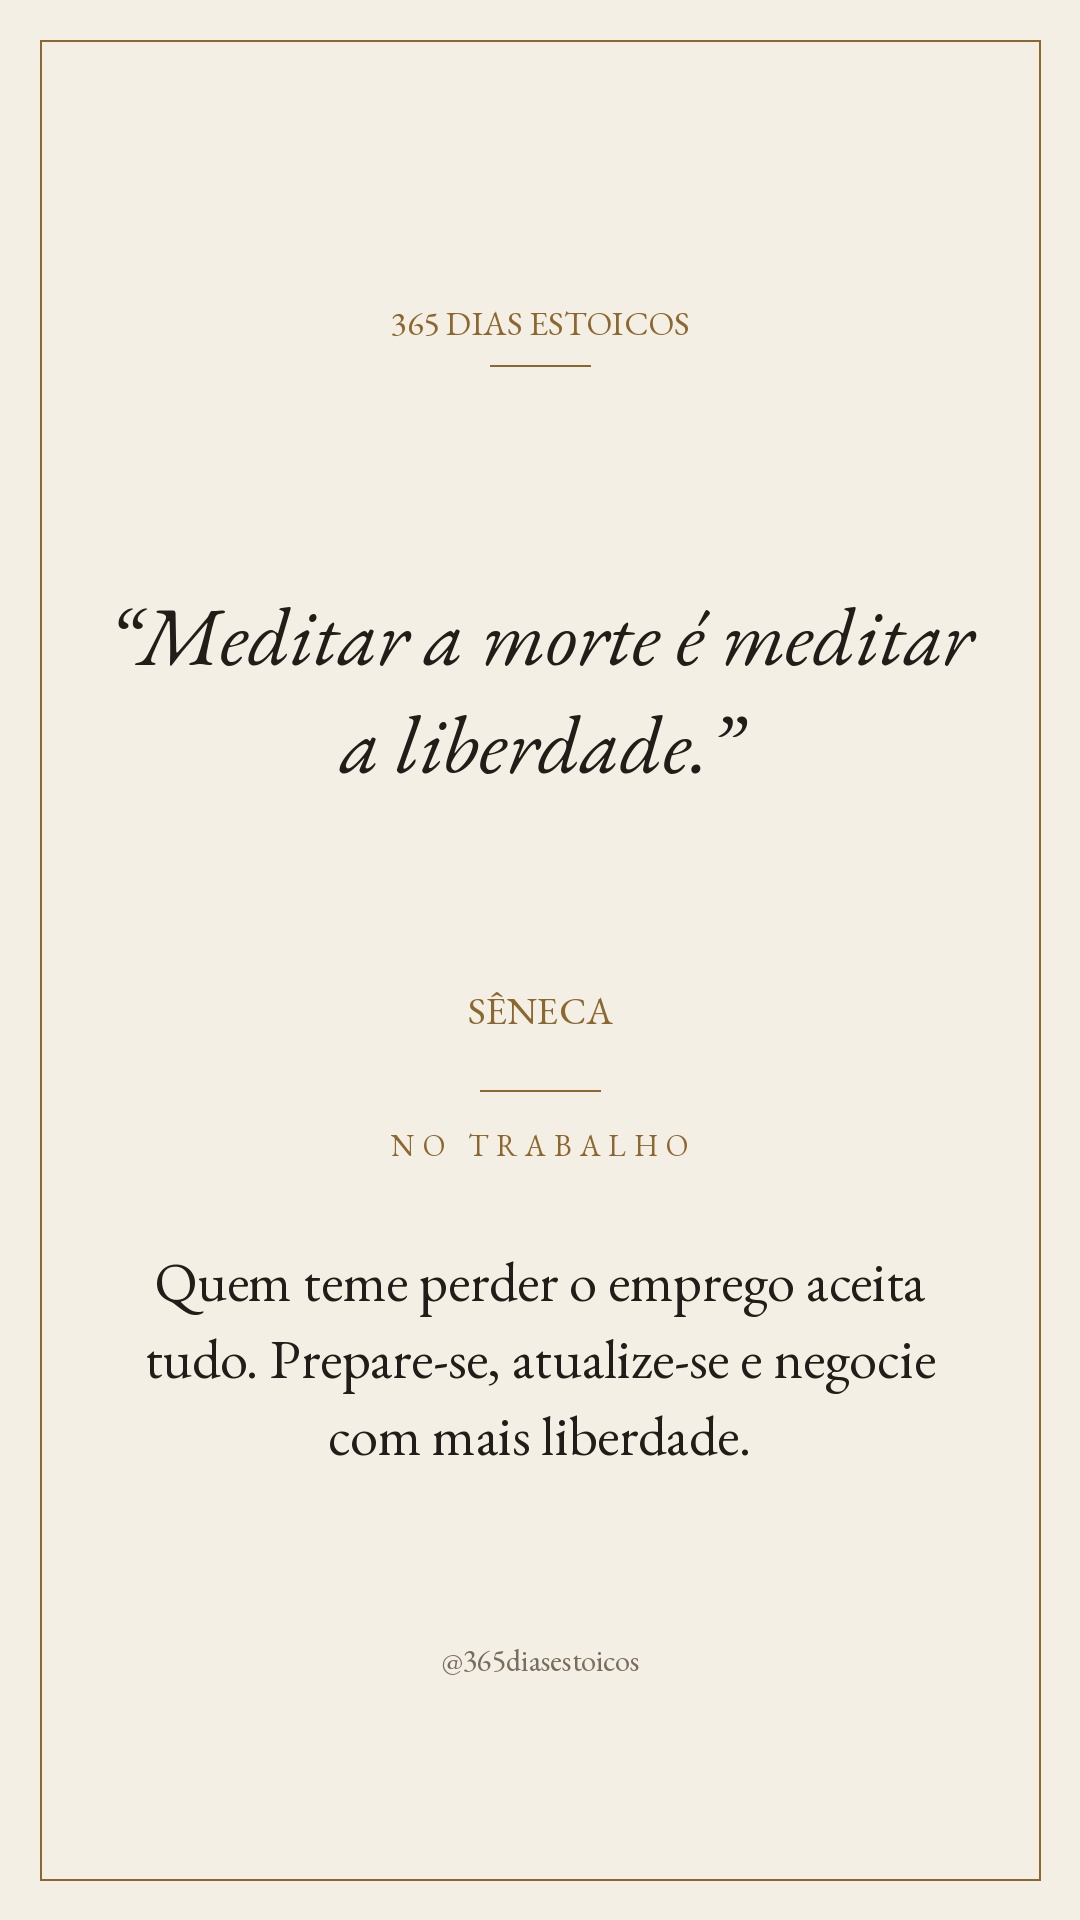 365 DIAS ESTOICOS
“Meditar a morte é meditar
a liberdade.”
SÊNECA
NO TRABALHO
Quem teme perder o emprego aceita
tudo. Prepare-se, atualize-se e negocie
com mais liberdade.
@365diasestoicos